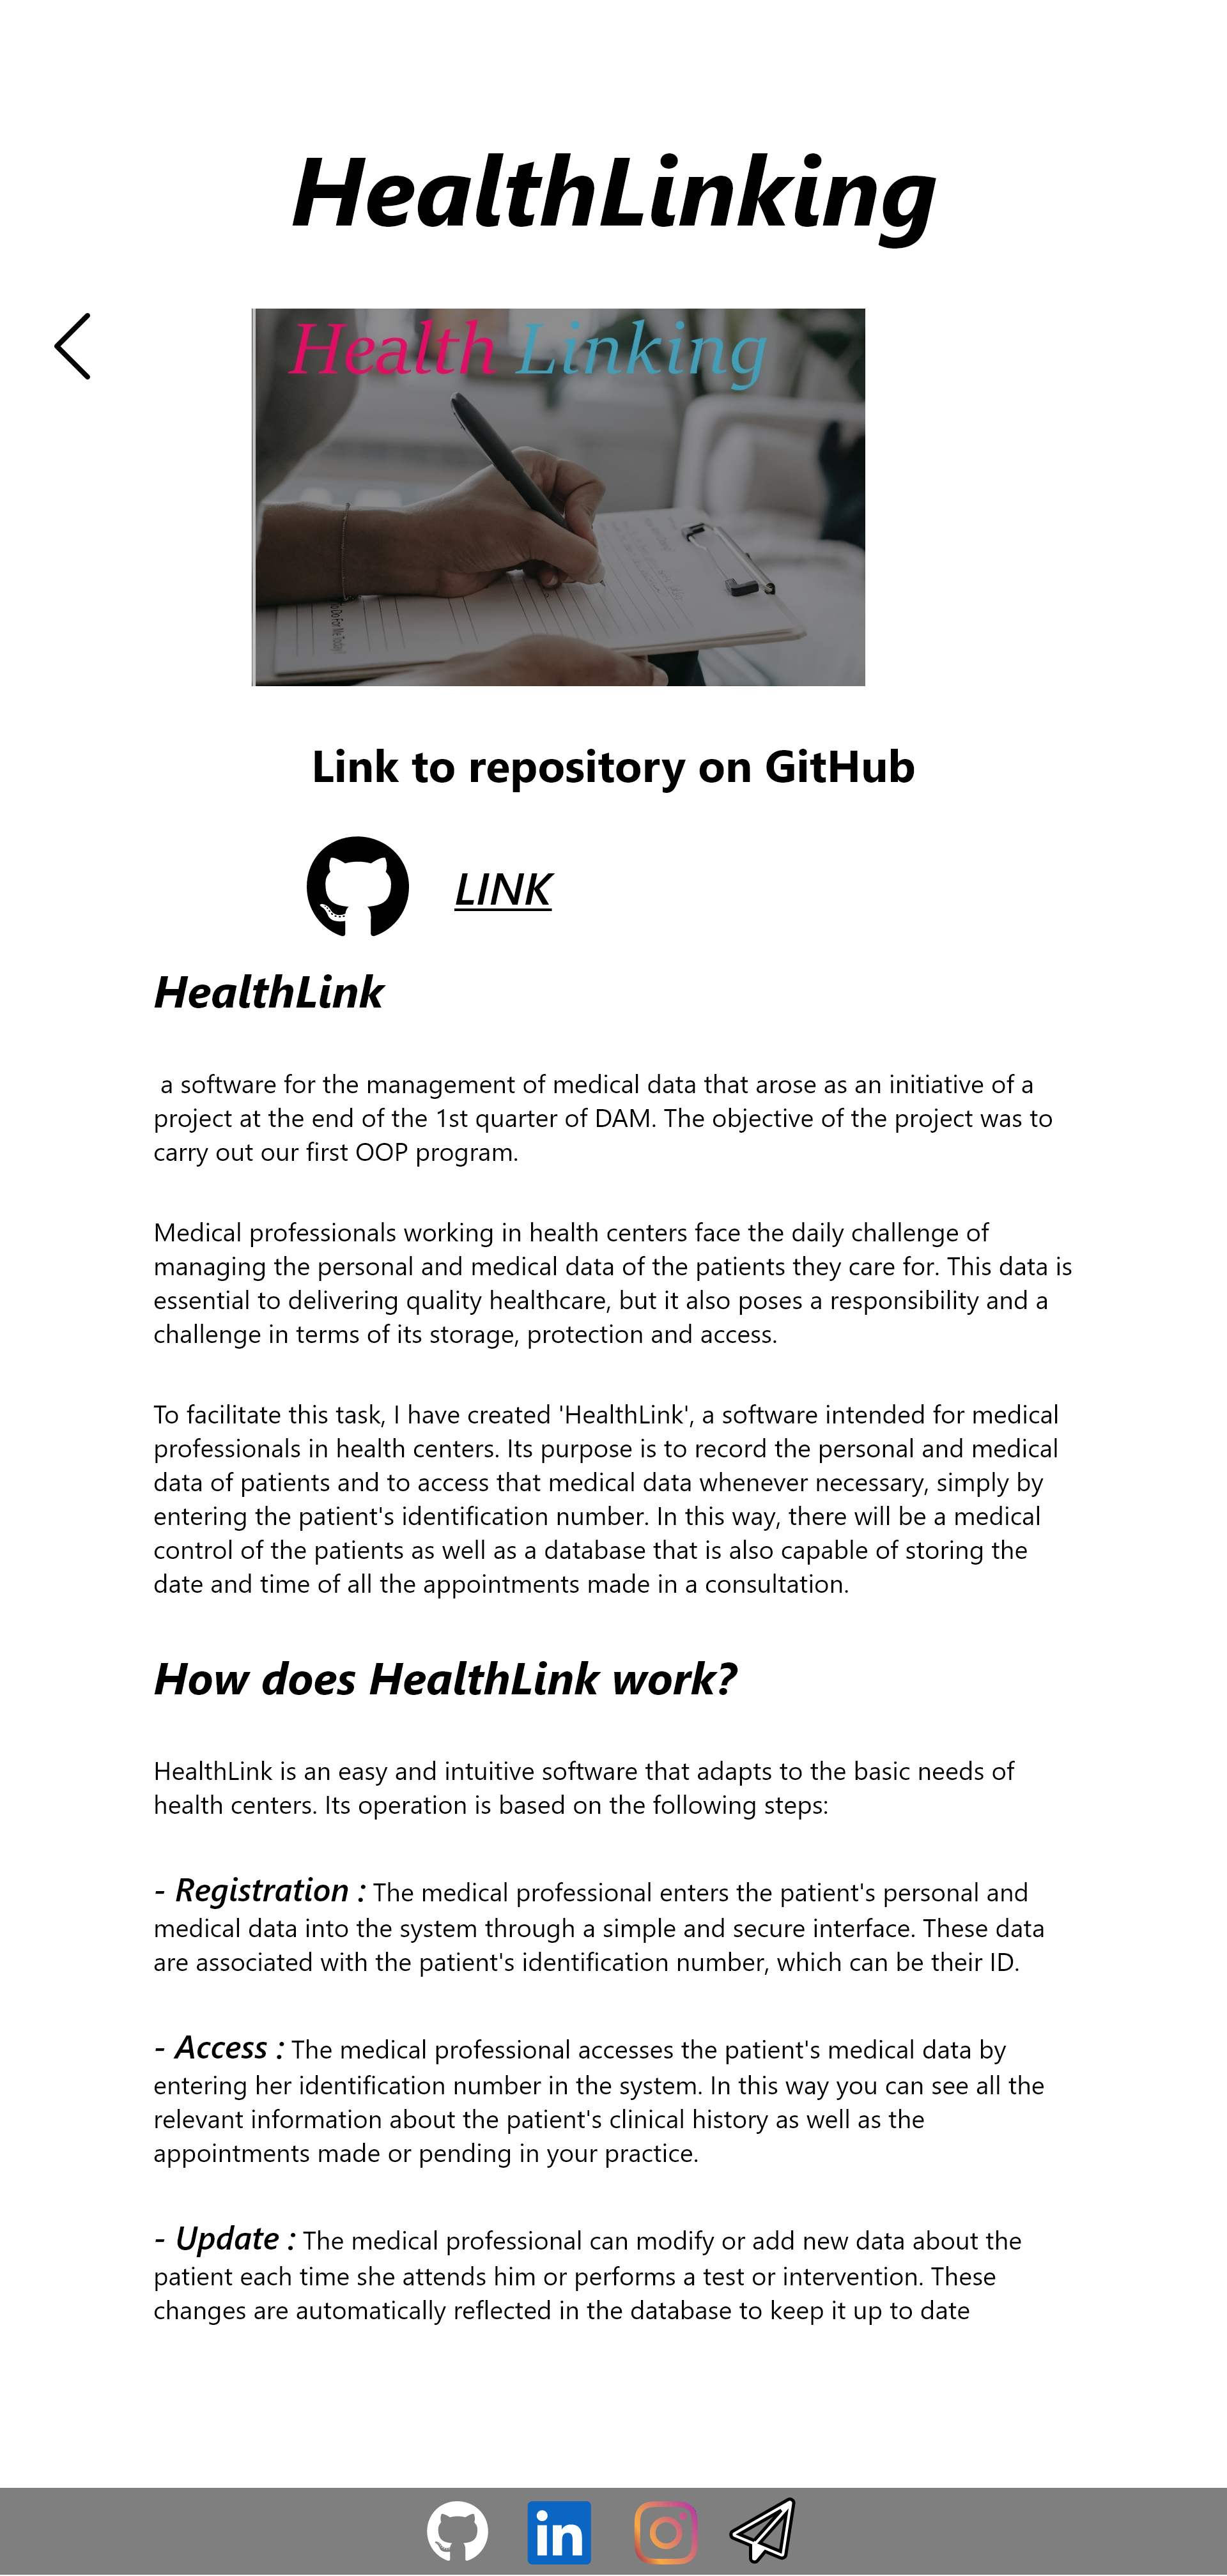 HealthLinking
Health Linking
Link to repository on GitHub
LINK
HealthLink
a software for the management of medical data that arose as an initiative of a
project at the end of the 1st quarter of DAM. The objective of the project was to
carry out our first OOP program.
Medical professionals working in health centers face the daily challenge of
managing the personal and medical data of the patients they care for. This data is
essential to delivering quality healthcare, but it also poses a responsibility and a
challenge in terms of its storage, protection and access.
To facilitate this task, I have created 'HealthLink', a software intended for medical
professionals in health centers. Its purpose is to record the personal and medical
data of patients and to access that medical data whenever necessary, simply by
entering the patient's identification number. In this way, there will be a medical
control of the patients as well as a database that is also capable of storing the
date and time of all the appointments made in a consultation.
How does HealthLink work?
HealthLink is an easy and intuitive software that adapts to the basic needs of
health centers. Its operation is based on the following steps:
- Registration : The medical professional enters the patient's personal and
medical data into the system through a simple and secure interface. These data
are associated with the patient's identification number, which can be their ID.
- Access : The medical professional accesses the patient's medical data by
entering her identification number in the system. In this way you can see all the
relevant information about the patient's clinical history as well as the
appointments made or pending in your practice.
- Update : The medical professional can modify or add new data about the
patient each time she attends him or performs a test or intervention. These
changes are automatically reflected in the database to keep it up to date
in